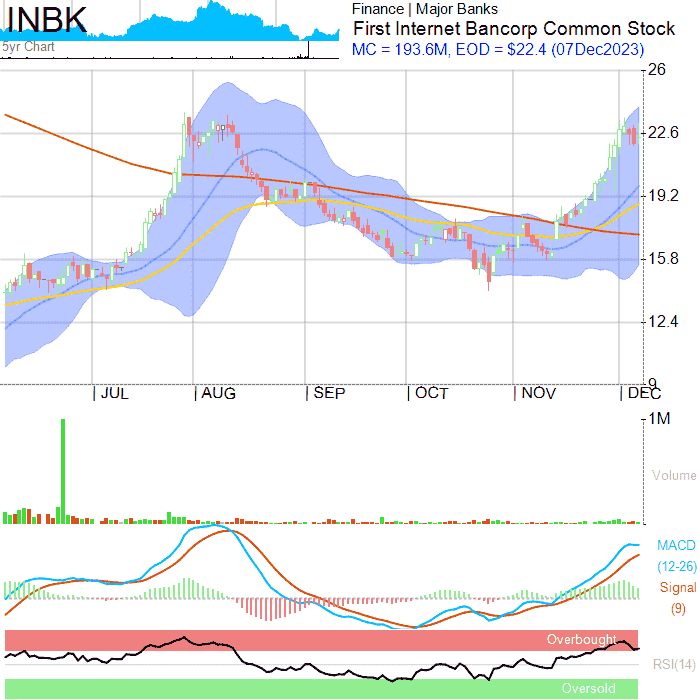 INBK
5yr Chart
Finance | Major Banks
First Internet Bancorp Common Stock
MC = 193.6M, EOD = $22.4 (07Dec2023)
26
22.6
19.2
15.8
12.4
9
JUL AUG SEP OCT NOV DEC
1M
Volume
MACD
(12-26)
Signal
(9)
Overbought
RSI(14)
Oversold